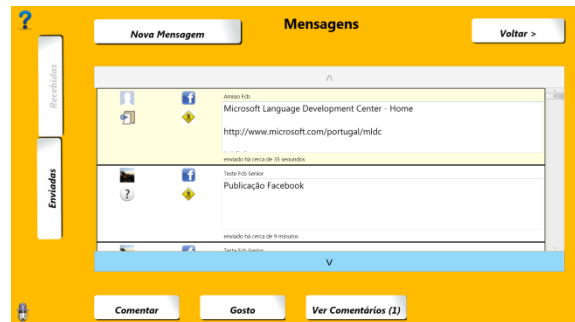 ?
Mensagens
Nova Mensagem
Voltar >
Recebidas
Enviadas
Amigo Fcb
Microsoft Language Development Center - Home
http://www.microsoft.com/portugal/mldc
enviado há cerca de 35 segundos
Teste Fcb Senior
Publicação Facebook
enviado há cerca de 9 minutos
Teste Fcb Senior
Comentar
Gosto
Ver Comentários (1)